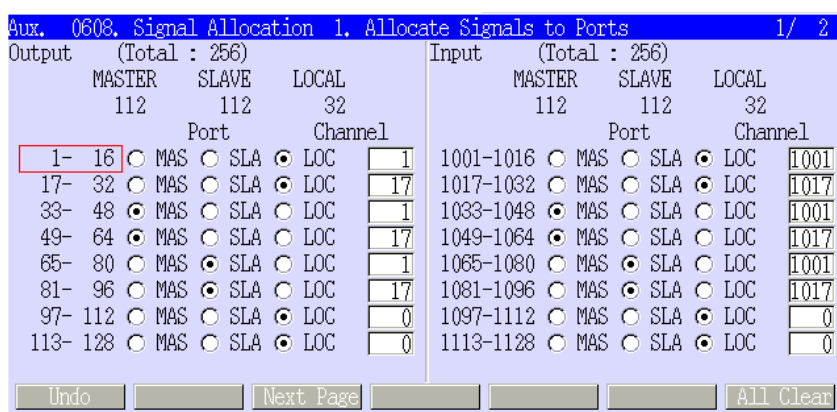 Aux. 0608. Signal Allocation 1. Allocate Signals to Ports 1/ 2
Output (Total : 256) Input (Total : 256)
MASTER SLAVE LOCAL MASTER SLAVE LOCAL
112 112 32 112 112 32
Port Channel Port Channel
1- 16 MAS SLA LOC 1 1001-1016 MAS SLA LOC 1001
17- 32 MAS SLA LOC 17 1017-1032 MAS SLA LOC 1017
33- 48 MAS SLA LOC 1 1033-1048 MAS SLA LOC 1001
49- 64 MAS SLA LOC 17 1049-1064 MAS SLA LOC 1017
65- 80 MAS SLA LOC 1 1065-1080 MAS SLA LOC 1001
81- 96 MAS SLA LOC 17 1081-1096 MAS SLA LOC 1017
97- 112 MAS SLA LOC 0 1097-1112 MAS SLA LOC 0
113- 128 MAS SLA LOC 0 1113-1128 MAS SLA LOC 0
Undo Next Page All Clear